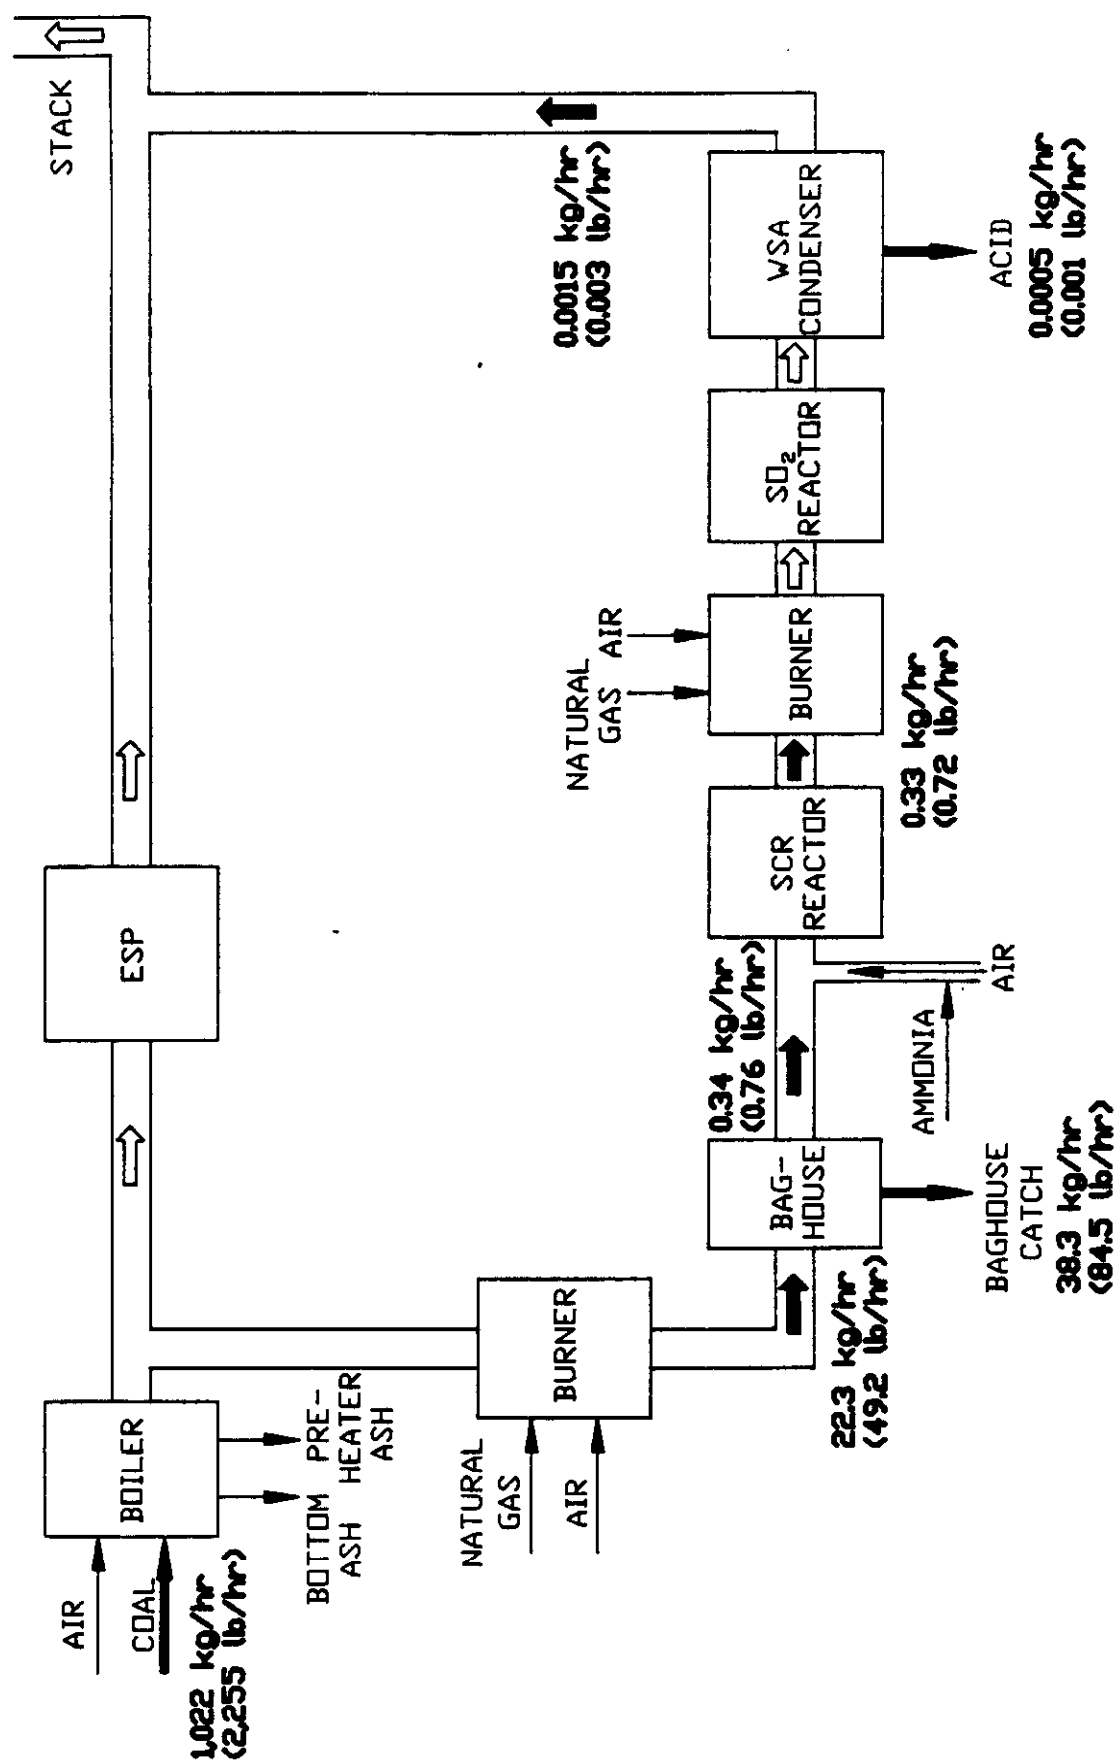 STACK
ESP
BOILER
AIR
COAL
1,022 kg/hr
(2,255 lb/hr)
BOTTOM
ASH
PRE-
HEATER
ASH
NATURAL
GAS
AIR
BURNER
22.3 kg/hr
(49.2 lb/hr)
BAG-
HOUSE
BAGHOUSE
CATCH
38.3 kg/hr
(84.5 lb/hr)
0.34 kg/hr
(0.76 lb/hr)
AMMONIA
AIR
SCR
REACTOR
0.33 kg/hr
(0.72 lb/hr)
NATURAL
GAS
AIR
BURNER
SO₂
REACTOR
WSA
CONDENSER
0.0015 kg/hr
(0.003 lb/hr)
ACID
0.0005 kg/hr
(0.001 lb/hr)